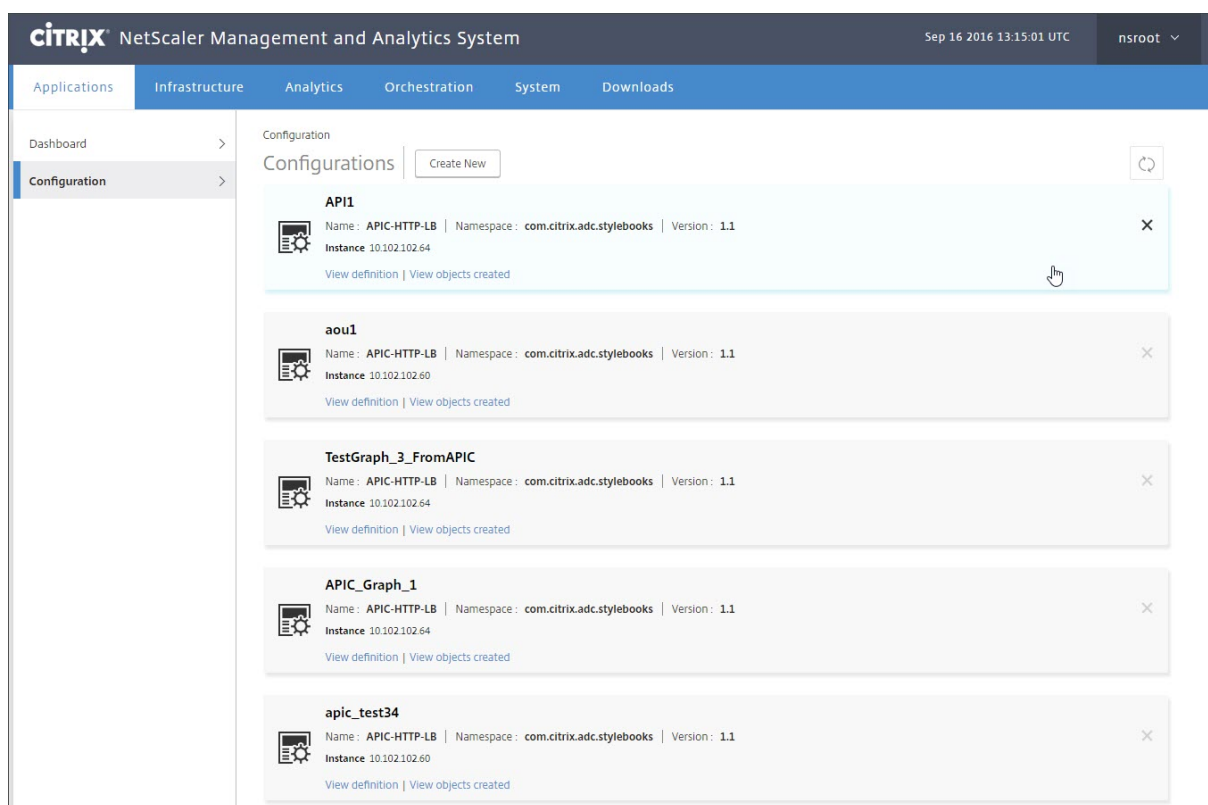 CITRIX NetScaler Management and Analytics System Sep 16 2016 13:15:01 UTC nsroot
Applications Infrastructure Analytics Orchestration System Downloads
Dashboard
Configuration
Configuration
Configurations Create New
API1
Name : APIC-HTTP-LB | Namespace : com.citrix.adc.stylebooks | Version : 1.1
Instance 10.102.102.64
View definition | View objects created
aou1
Name : APIC-HTTP-LB | Namespace : com.citrix.adc.stylebooks | Version : 1.1
Instance 10.102.102.60
View definition | View objects created
TestGraph_3_FromAPIC
Name : APIC-HTTP-LB | Namespace : com.citrix.adc.stylebooks | Version : 1.1
Instance 10.102.102.64
View definition | View objects created
APIC_Graph_1
Name : APIC-HTTP-LB | Namespace : com.citrix.adc.stylebooks | Version : 1.1
Instance 10.102.102.64
View definition | View objects created
apic_test34
Name : APIC-HTTP-LB | Namespace : com.citrix.adc.stylebooks | Version : 1.1
Instance 10.102.102.60
View definition | View objects created